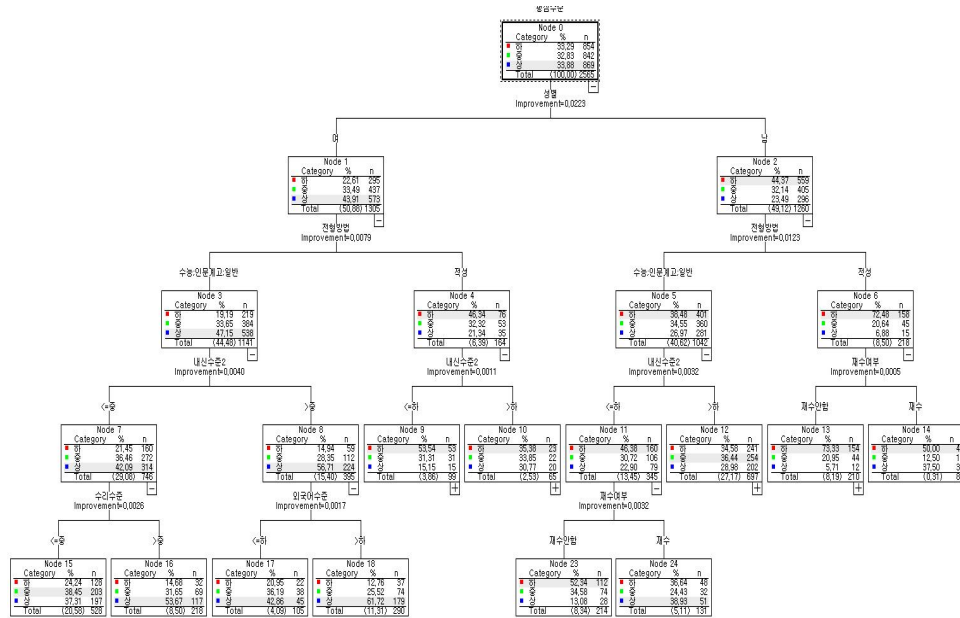 Node 0
Category % n
하 33,29 854
중 32,83 842
상 33,88 869
Total (100,00) 2565
성별
Improvement=0,0223
여
남
Node 1
Category % n
하 22,61 295
중 33,49 437
상 43,91 573
Total (50,88) 1305
전형방법
Improvement=0,0079
Node 2
Category % n
하 44,37 559
중 32,14 405
상 23,49 296
Total (49,12) 1260
전형방법
Improvement=0,0123
수능;인문계고;일반
적성
수능;인문계고;일반
적성
Node 3
Category % n
하 19,19 219
중 33,65 384
상 47,15 538
Total (44,48) 1141
내신수준2
Improvement=0,0040
Node 4
Category % n
하 46,34 76
중 32,32 53
상 21,34 35
Total (6,39) 164
내신수준2
Improvement=0,0011
Node 5
Category % n
하 38,48 401
중 34,55 360
상 26,97 281
Total (40,62) 1042
내신수준2
Improvement=0,0032
Node 6
Category % n
하 72,48 158
중 20,64 45
상 6,88 15
Total (8,50) 218
재수여부
Improvement=0,0005
<=중
>중
<=하
>하
<=하
>하
재수안함
재수
Node 7
Category % n
하 21,45 160
중 36,46 272
상 42,09 314
Total (29,08) 746
수리수준
Improvement=0,0026
Node 8
Category % n
하 14,94 59
중 28,35 112
상 56,71 224
Total (15,40) 395
외국어수준
Improvement=0,0017
Node 9
Category % n
하 53,54 53
중 31,31 31
상 15,15 15
Total (3,86) 99
Node 10
Category % n
하 35,38 23
중 33,85 22
상 30,77 20
Total (2,53) 65
Node 11
Category % n
하 46,38 160
중 30,72 106
상 22,90 79
Total (13,45) 345
재수여부
Improvement=0,0032
Node 12
Category % n
하 34,58 241
중 36,44 254
상 28,98 202
Total (27,17) 697
Node 13
Category % n
하 73,33 154
중 20,95 44
상 5,71 12
Total (8,19) 210
Node 14
Category % n
하 50,00 4
중 12,50 1
상 37,50 3
Total (0,31) 8
<=중
>중
<=하
>하
재수안함
재수
Node 15
Category % n
하 24,24 128
중 38,45 203
상 37,31 197
Total (20,58) 528
Node 16
Category % n
하 14,68 32
중 31,65 69
상 53,67 117
Total (8,50) 218
Node 17
Category % n
하 20,95 22
중 36,19 38
상 42,86 45
Total (4,09) 105
Node 18
Category % n
하 12,76 37
중 25,52 74
상 61,72 179
Total (11,31) 290
Node 23
Category % n
하 52,34 112
중 34,58 74
상 13,08 28
Total (8,34) 214
Node 24
Category % n
하 36,64 48
중 24,43 32
상 38,93 51
Total (5,11) 131